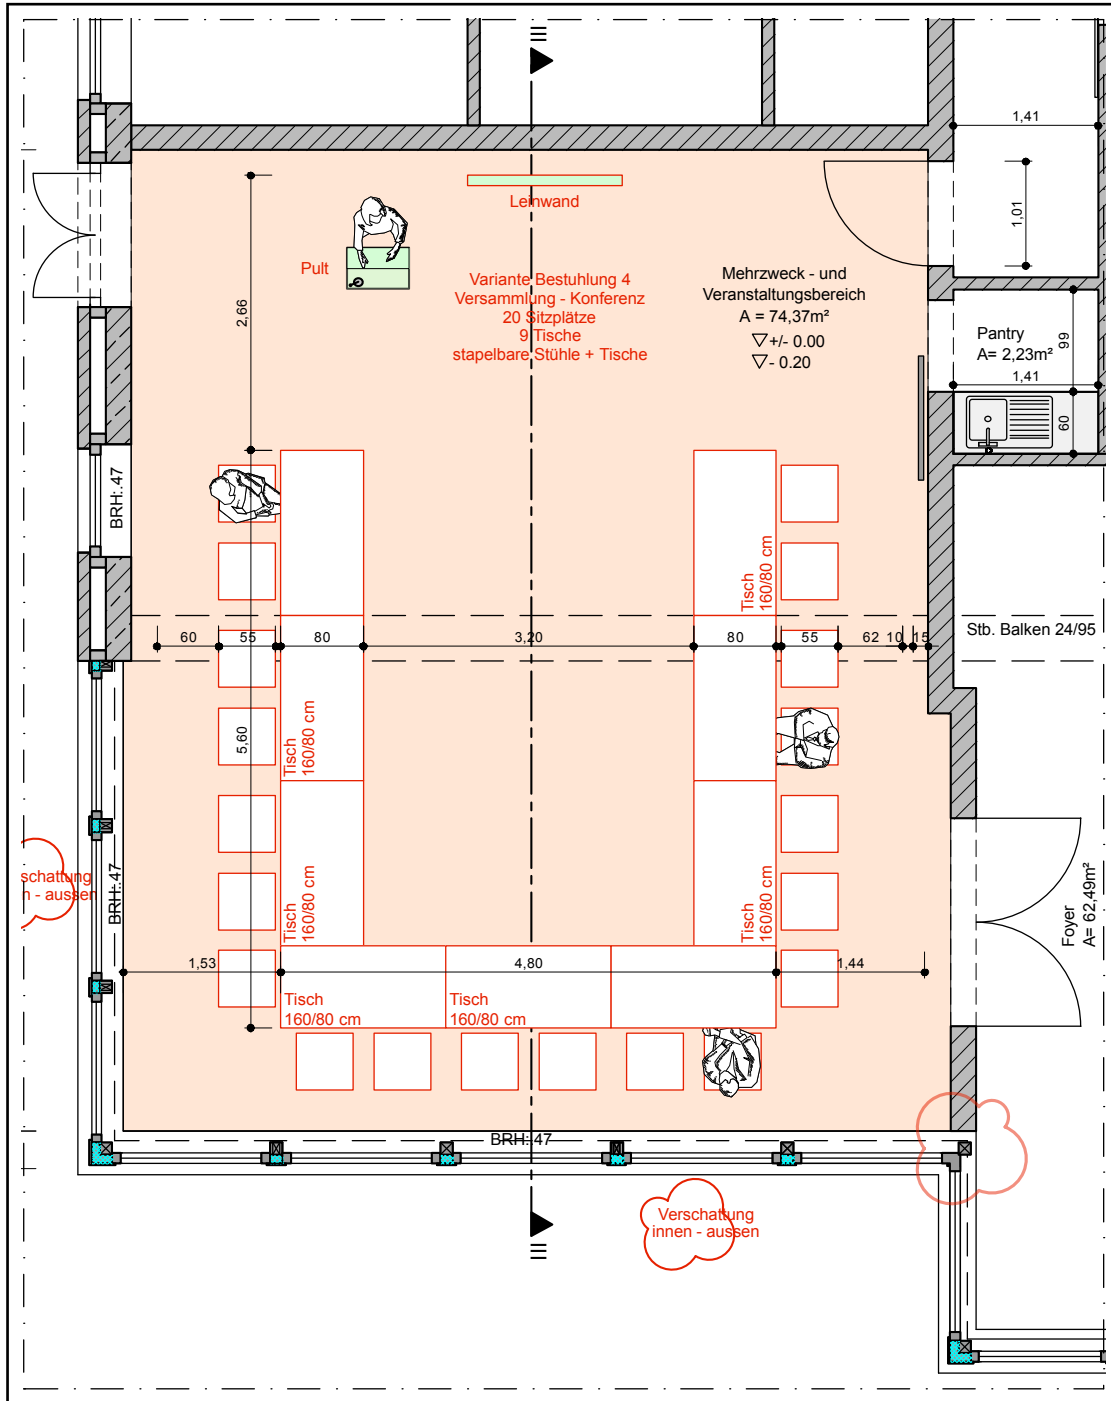 III
1,41
1,01
Leinwand
Pult
Variante Bestuhlung 4
Versammlung - Konferenz
20 Sitzplätze
9 Tische
stapelbare Stühle + Tische
Mehrzweck - und
Veranstaltungsbereich
A = 74,37m²
+/- 0.00
- 0.20
2,66
Pantry
A= 2,23m²
99
1,41
60
BRH:.47
Tisch
160/80 cm
60
55
80
3,20
80
55
62
10
15
Stb. Balken 24/95
5,60
Tisch
160/80 cm
schattung
n - aussen
BRH:.47
Tisch
160/80 cm
Tisch
160/80 cm
Foyer
A= 62,49m²
1,53
4,80
1,44
Tisch
160/80 cm
Tisch
160/80 cm
BRH:.47
Verschattung
innen - aussen
III